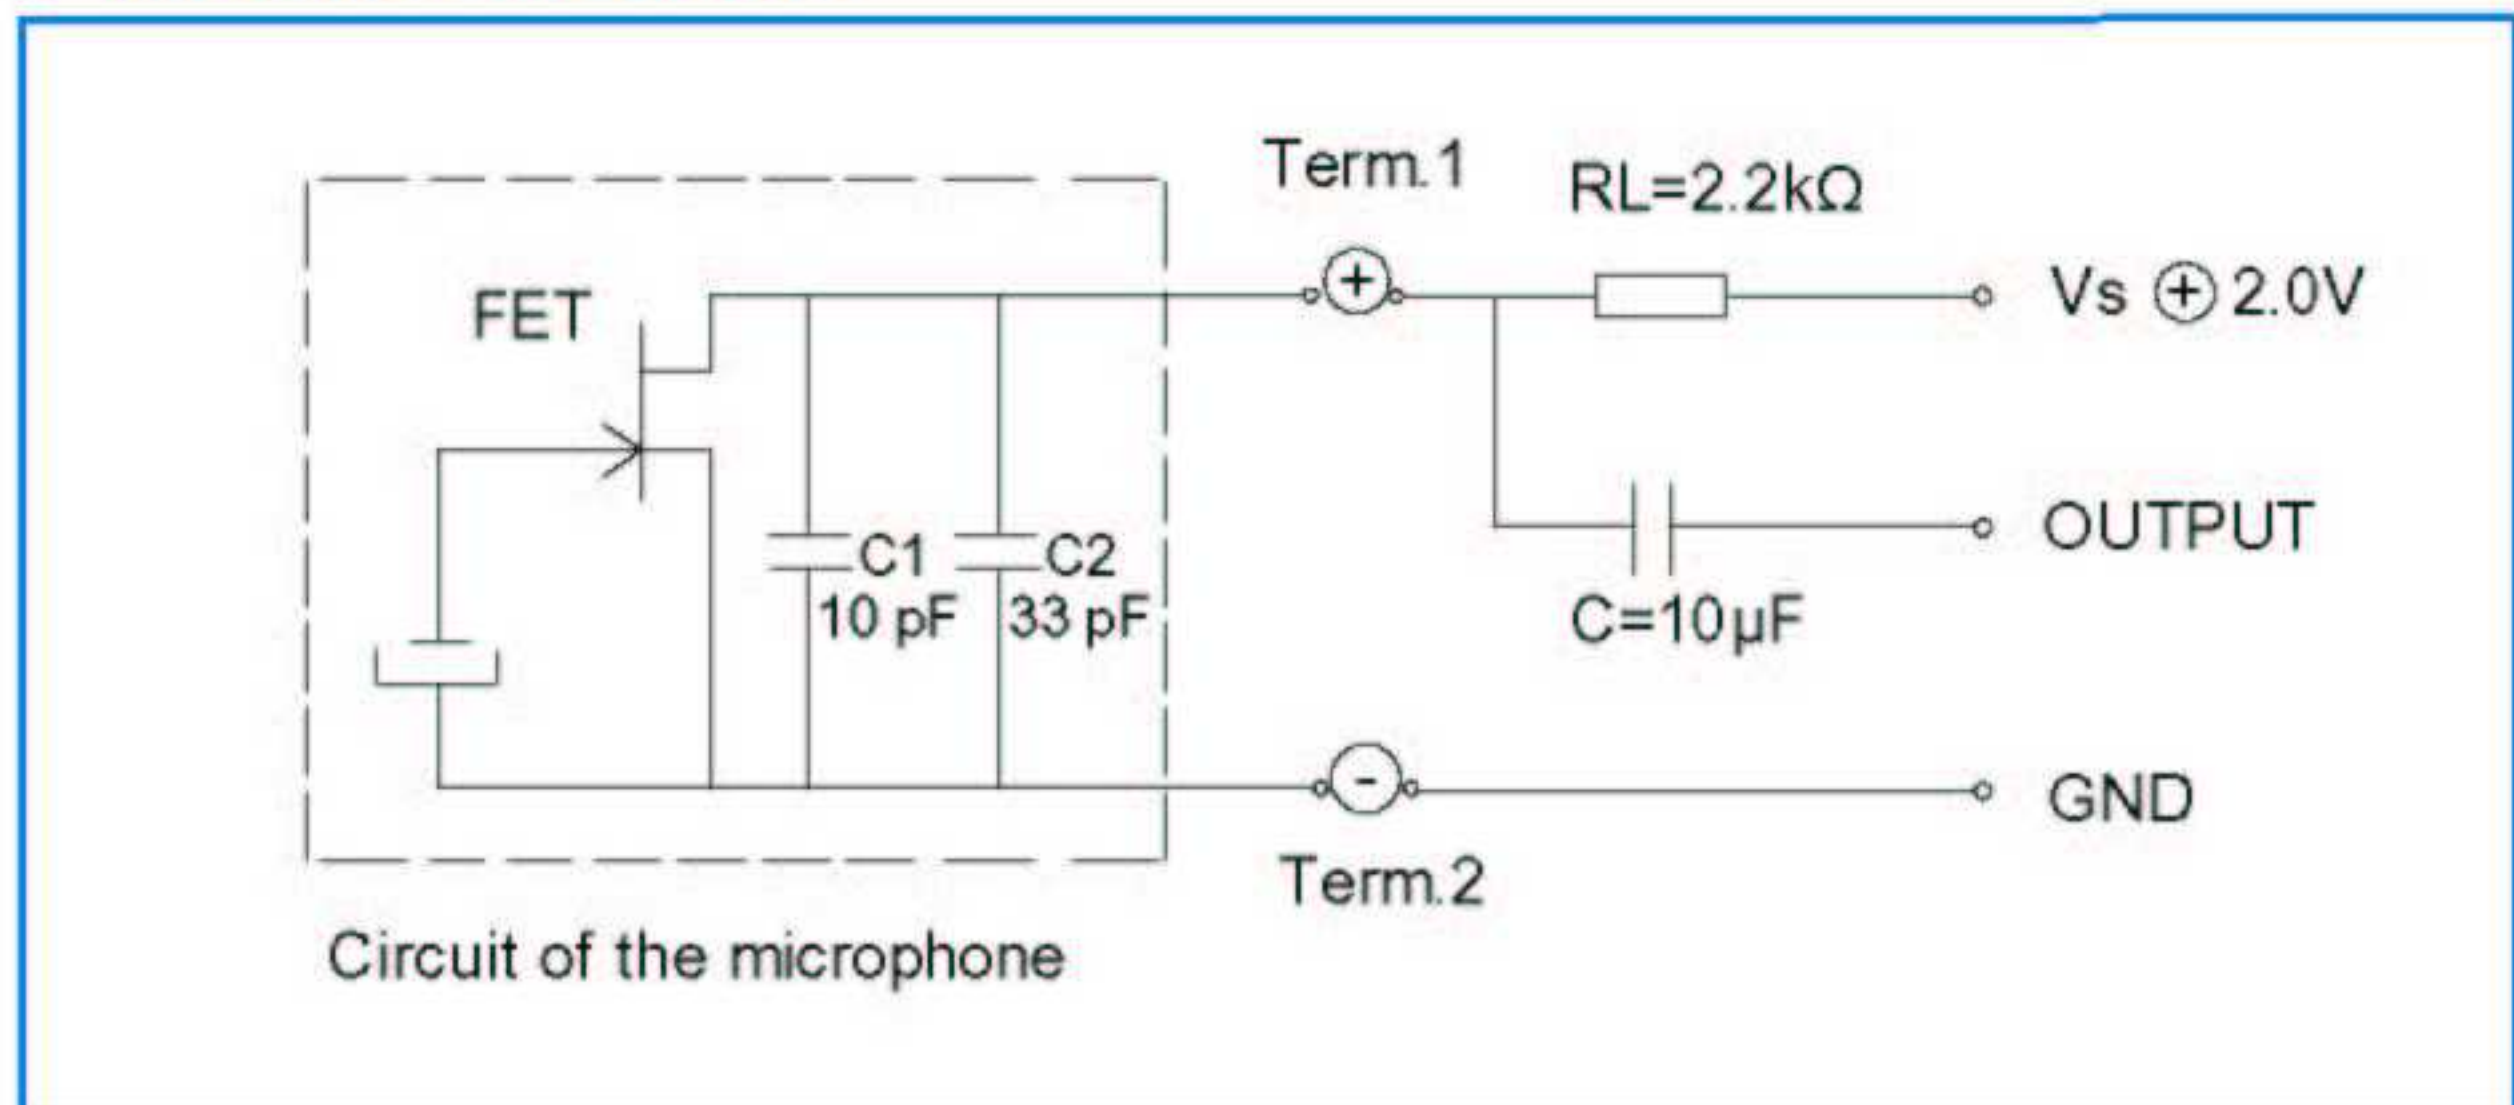 Term.1
RL=2.2kΩ
+
Vs + 2.0V
FET
OUTPUT
C1
10 pF
C2
33 pF
C=10µF
-
GND
Term.2
Circuit of the microphone